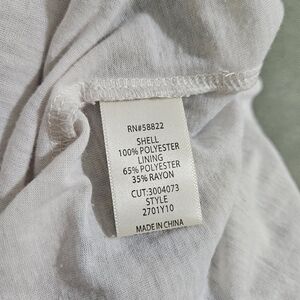 RN#58822
SHELL
100% POLYESTER
LINING
65% POLYESTER
35% RAYON
CUT:3004073
STYLE
2701Y10
MADE IN CHINA